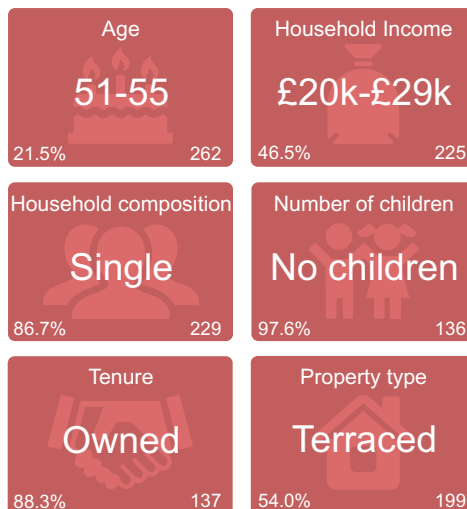 Age
51-55
21.5% 262
Household Income
£20k-£29k
46.5% 225
Household composition
Single
86.7% 229
Number of children
No children
97.6% 136
Tenure
Owned
88.3% 137
Property type
Terraced
54.0% 199